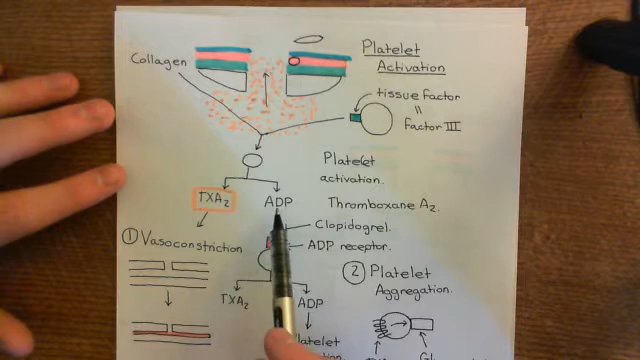 Platelet
Activation
Collagen
tissue factor
=
Factor III
Platelet
activation.
TXA2
ADP
Thromboxane A2.
Clopidogrel.
ADP receptor.
1 Vasoconstriction
2 Platelet
Aggregation.
TXA2
ADP